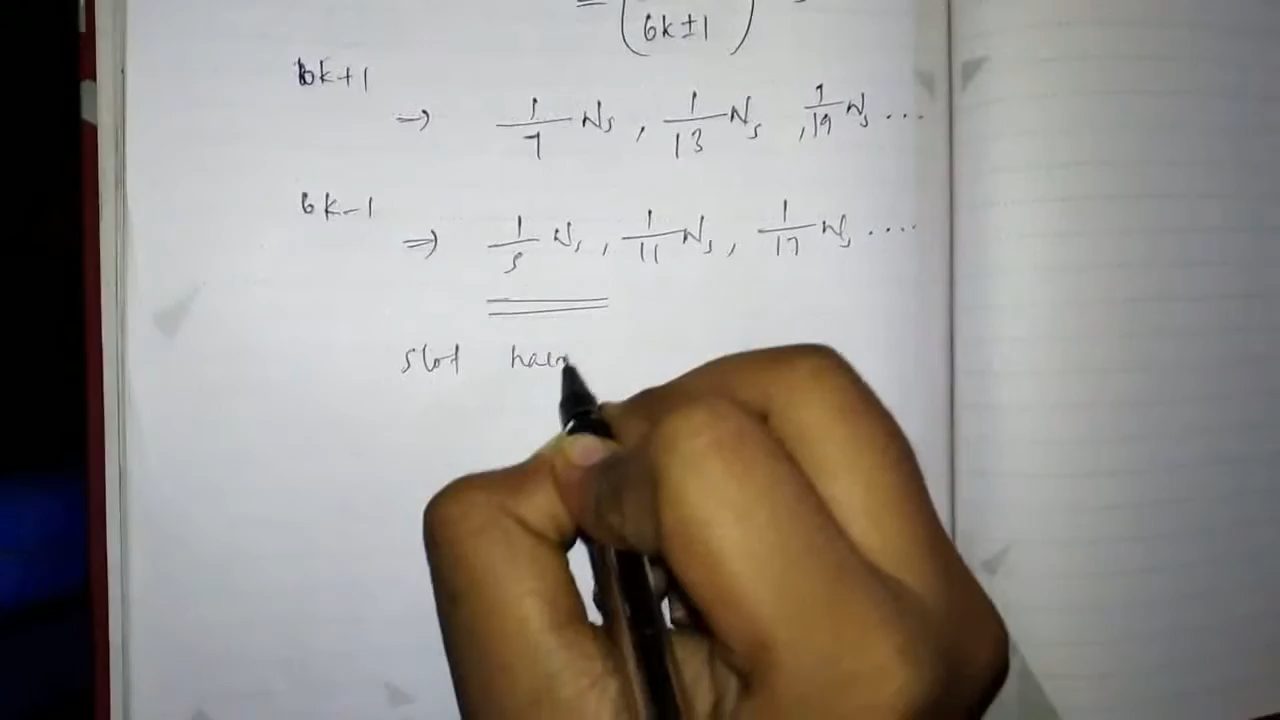 = ( 6k±1 )
6k+1
⇒ 1/7 Ns, 1/13 Ns, 1/19 Ns ...
6k-1
⇒ 1/5 Ns, 1/11 Ns, 1/17 Ns ....
slot